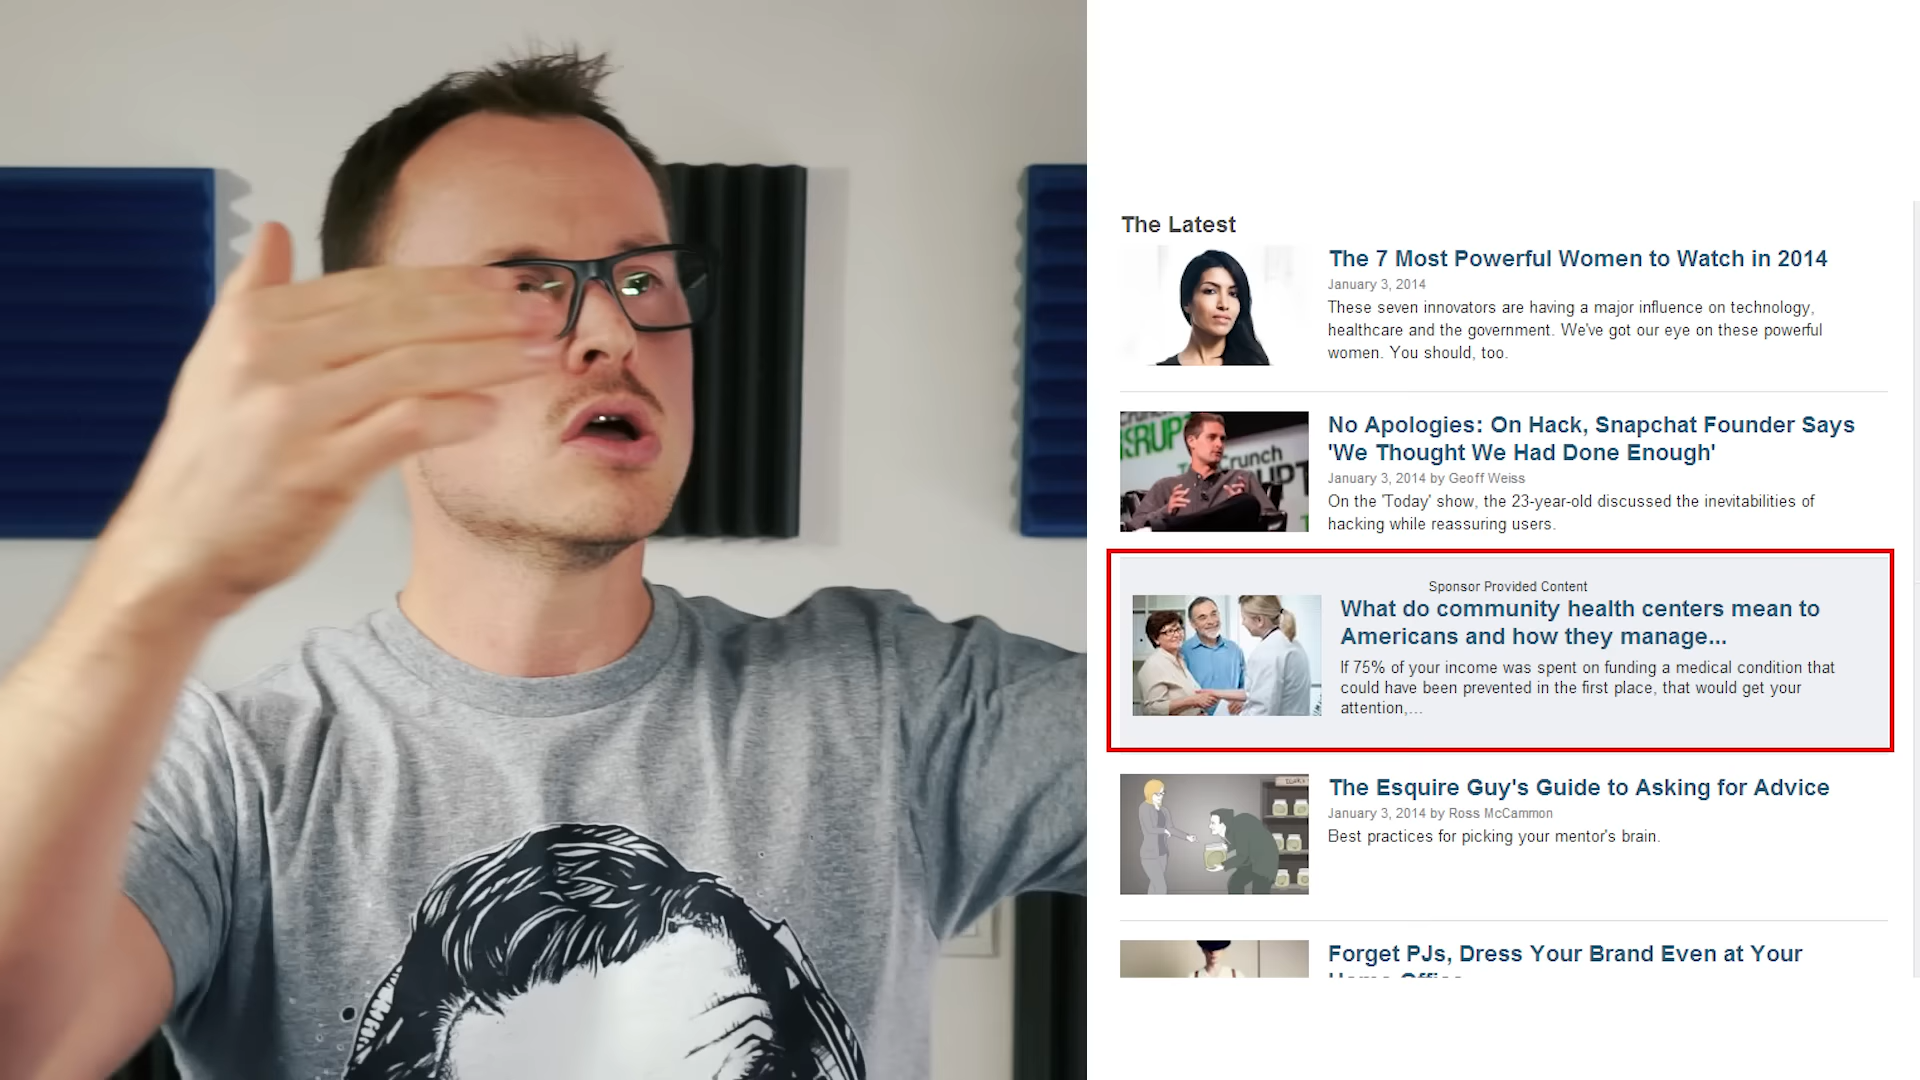 The Latest
The 7 Most Powerful Women to Watch in 2014
January 3, 2014
These seven innovators are having a major influence on technology,
healthcare and the government. We've got our eye on these powerful
women. You should, too.
No Apologies: On Hack, Snapchat Founder Says
'We Thought We Had Done Enough'
January 3, 2014 by Geoff Weiss
On the 'Today' show, the 23-year-old discussed the inevitabilities of
hacking while reassuring users.
Sponsor Provided Content
What do community health centers mean to
Americans and how they manage...
If 75% of your income was spent on funding a medical condition that
could have been prevented in the first place, that would get your
attention,...
The Esquire Guy's Guide to Asking for Advice
January 3, 2014 by Ross McCammon
Best practices for picking your mentor's brain.
Forget PJs, Dress Your Brand Even at Your
Home Office